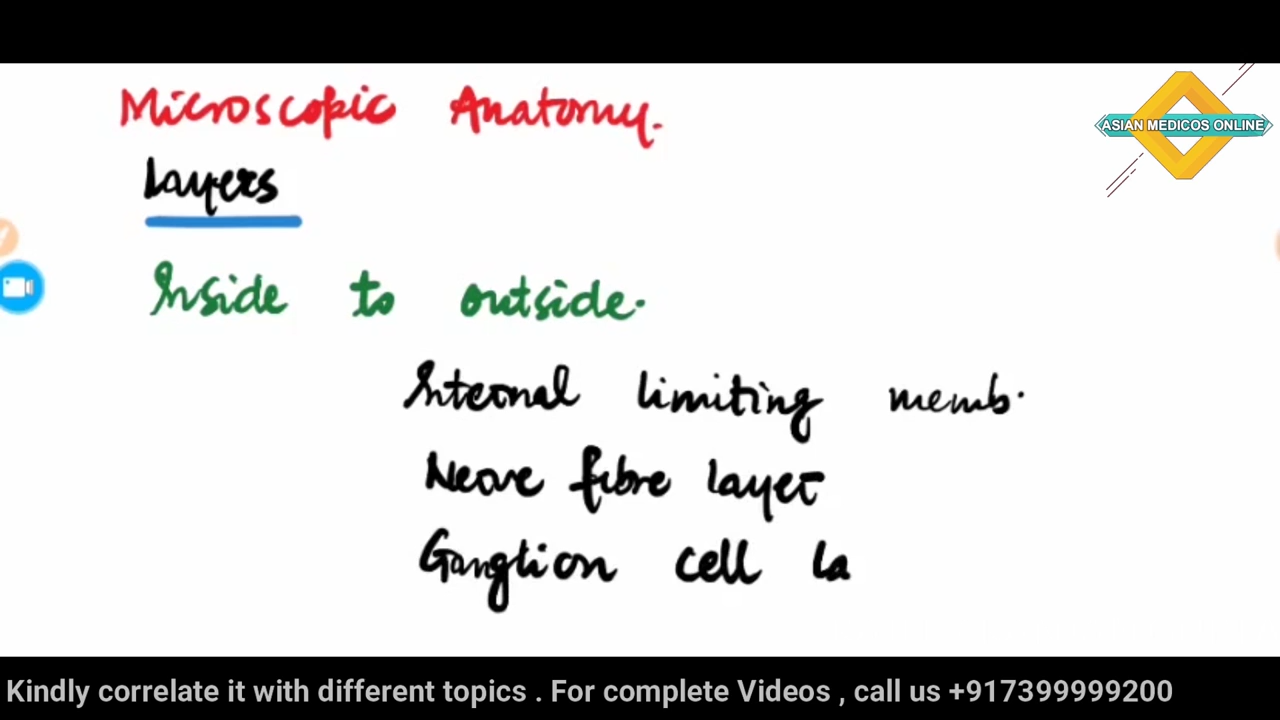 Microscopic Anatomy.
Layers
Inside to outside.
Internal limiting memb.
Nerve fibre layer
Ganglion cell la
ASIAN MEDICOS ONLINE
Kindly correlate it with different topics . For complete Videos , call us +917399999200